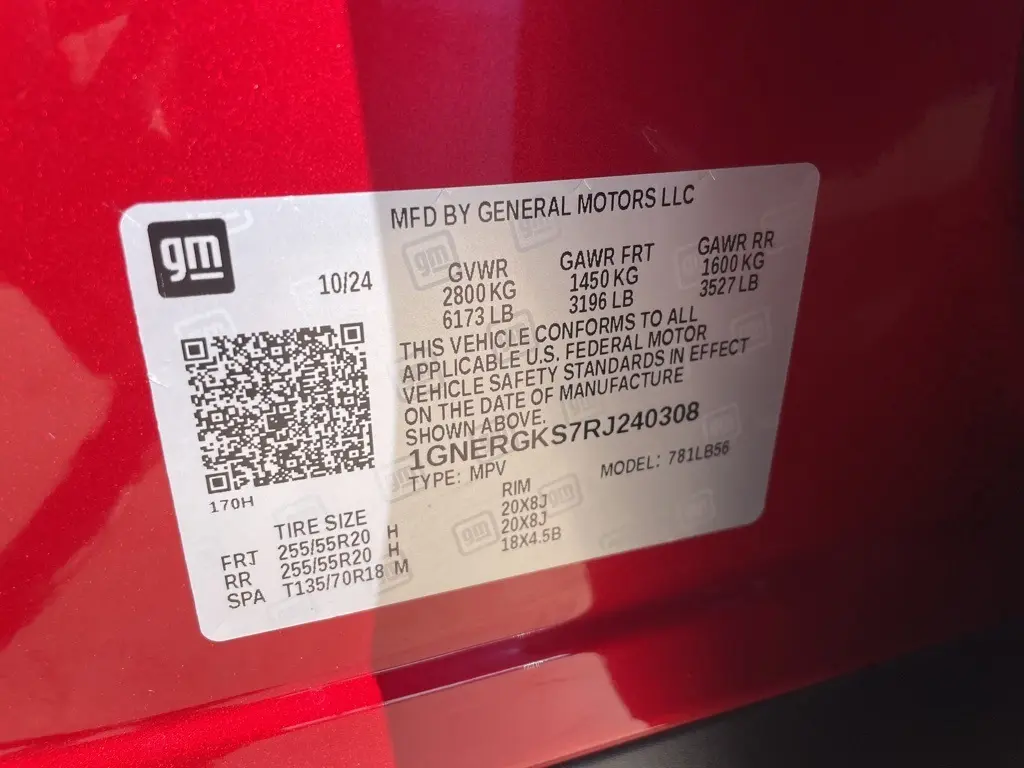 gm
MFD BY GENERAL MOTORS LLC
10/24
GVWR GAWR FRT GAWR RR
2800 KG 1450 KG 1600 KG
6173 LB 3196 LB 3527 LB
THIS VEHICLE CONFORMS TO ALL
APPLICABLE U.S. FEDERAL MOTOR
VEHICLE SAFETY STANDARDS IN EFFECT
ON THE DATE OF MANUFACTURE
SHOWN ABOVE.
1GNERGKS7RJ240308
TYPE: MPV MODEL: 781LB56
170H
TIRE SIZE RIM
FRT 255/55R20 H 20X8J
RR 255/55R20 H 20X8J
SPA T135/70R18 M 18X4.5B